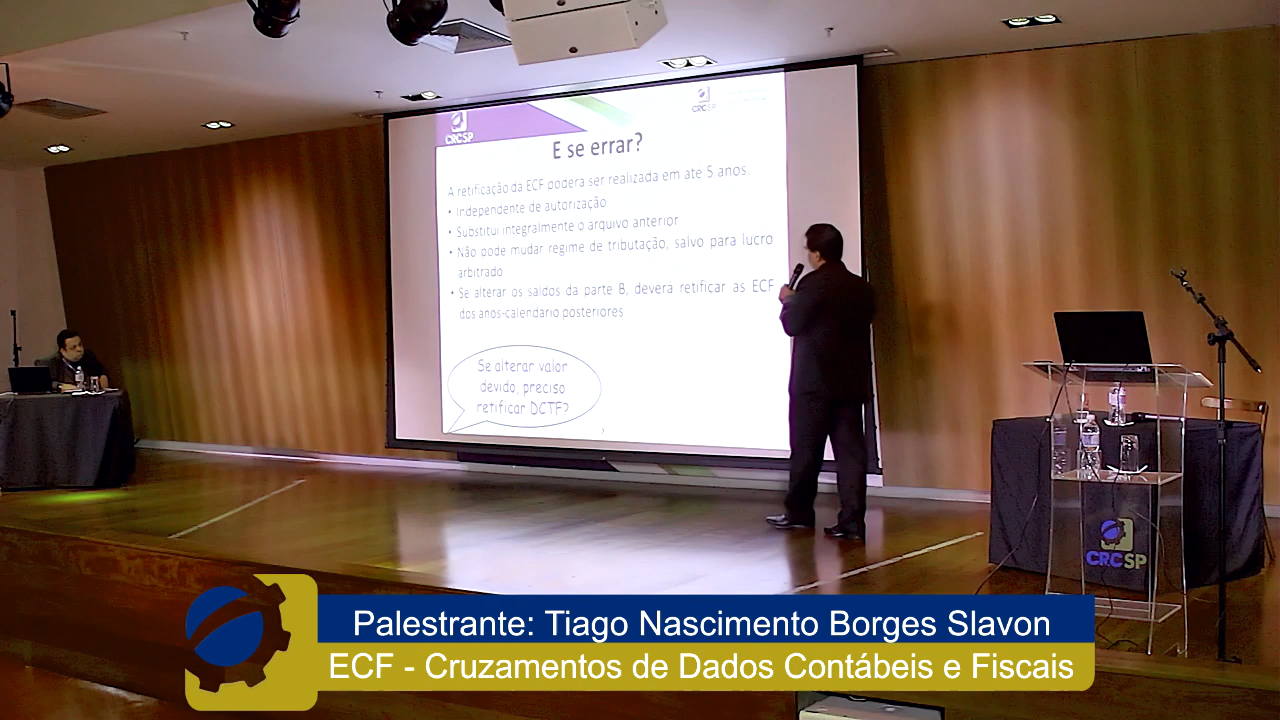 CRCSP
CRCSP
E se errar?
A retificação da ECF poderá ser realizada em até 5 anos.
• Independente de autorização
• Substitui integralmente o arquivo anterior
• Não pode mudar regime de tributação, salvo para lucro
arbitrado
• Se alterar os saldos da parte B, deverá retificar as ECF
dos anos-calendário posteriores
Se alterar valor
devido, preciso
retificar DCTF?
CRCSP
Palestrante: Tiago Nascimento Borges Slavon
ECF - Cruzamentos de Dados Contábeis e Fiscais